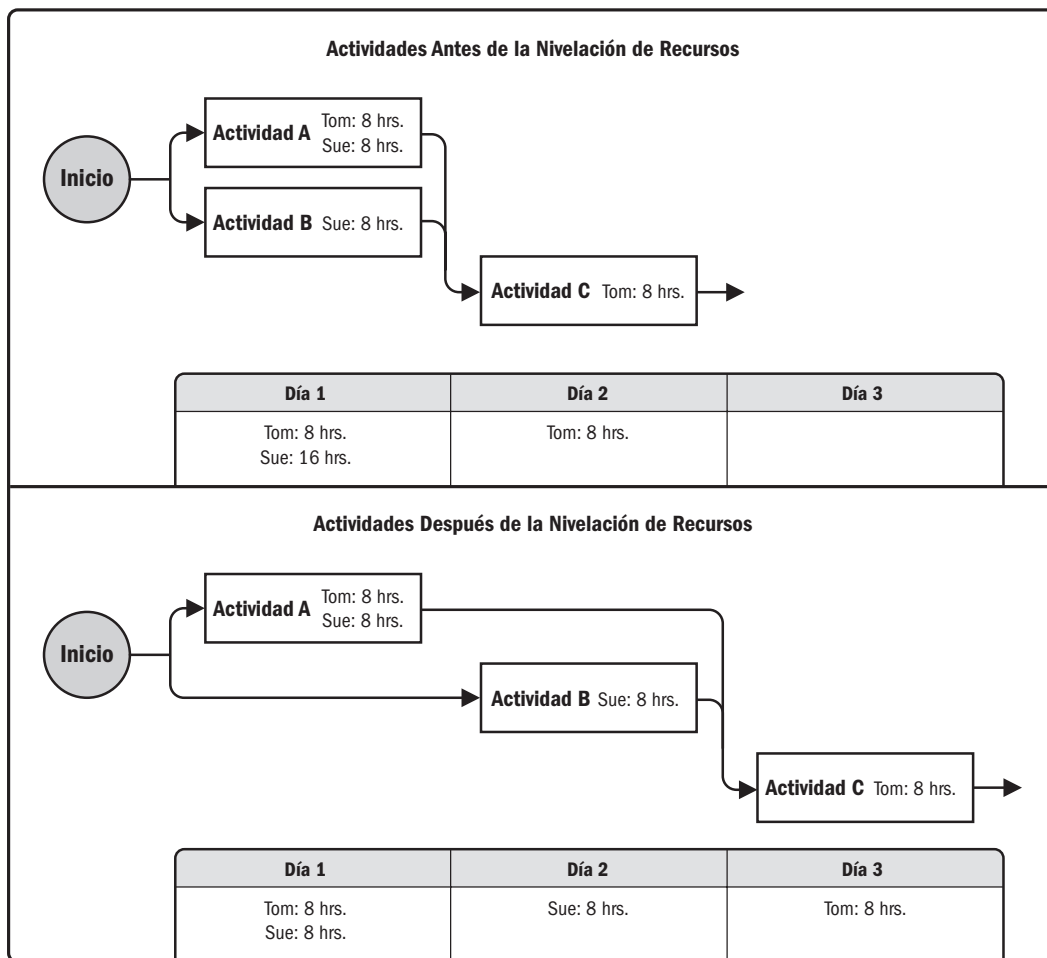 Actividades Antes de la Nivelación de Recursos
Inicio
Actividad A
Tom: 8 hrs.
Sue: 8 hrs.
Actividad B Sue: 8 hrs.
Actividad C Tom: 8 hrs.
Día 1 Día 2 Día 3
Tom: 8 hrs. Tom: 8 hrs.
Sue: 16 hrs.
Actividades Después de la Nivelación de Recursos
Inicio
Actividad A
Tom: 8 hrs.
Sue: 8 hrs.
Actividad B Sue: 8 hrs.
Actividad C Tom: 8 hrs.
Día 1 Día 2 Día 3
Tom: 8 hrs. Sue: 8 hrs. Tom: 8 hrs.
Sue: 8 hrs.